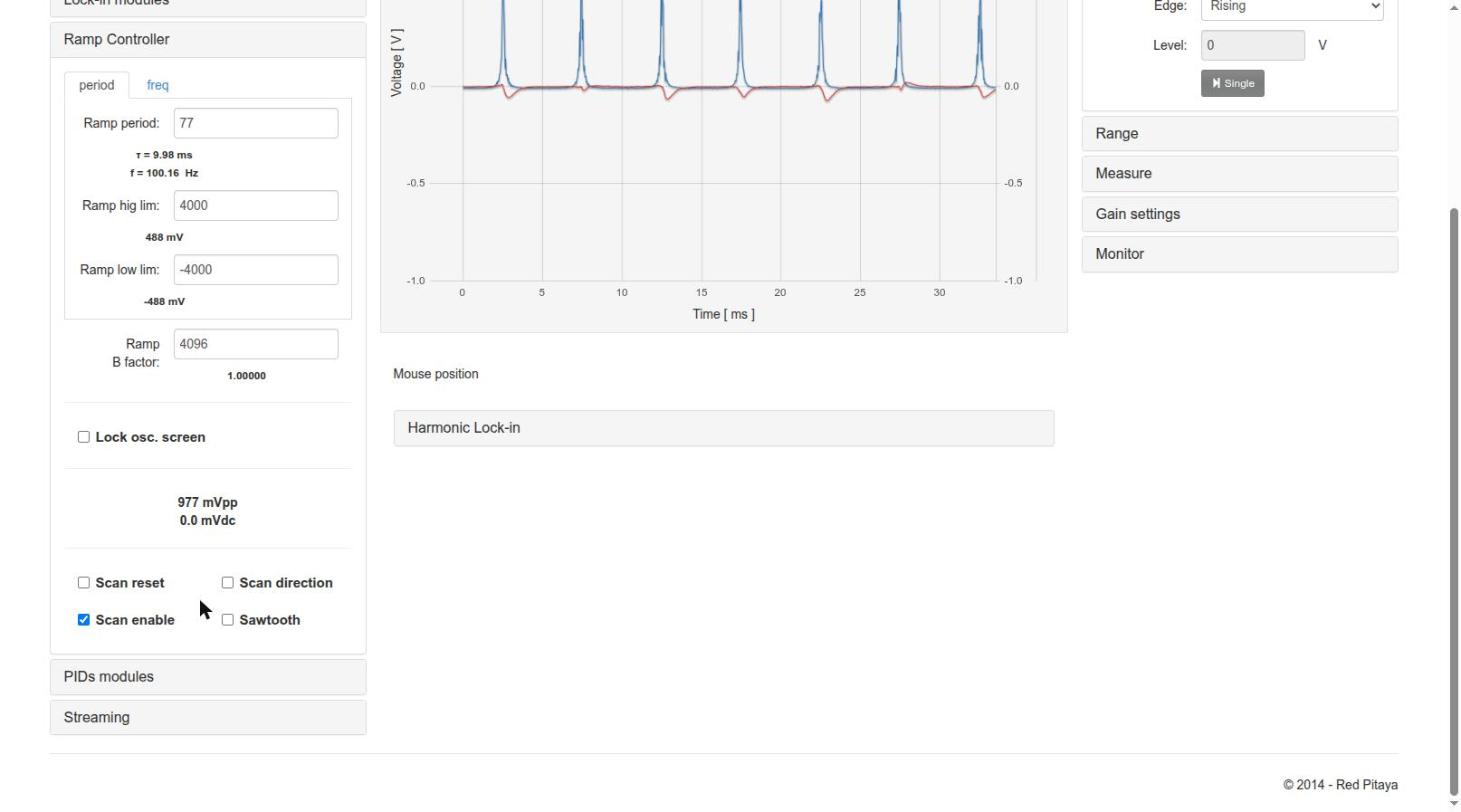 Lock-in modules
Ramp Controller
period freq
Ramp period: 77
τ = 9.98 ms
f = 100.16 Hz
Ramp hig lim: 4000
488 mV
Ramp low lim: -4000
-488 mV
Ramp
B factor: 4096
1.00000
Lock osc. screen
977 mVpp
0.0 mVdc
Scan reset Scan direction
Scan enable Sawtooth
PIDs modules
Streaming
Voltage [ V ]
0.0 0.0
-0.5 -0.5
-1.0 -1.0
0 5 10 15 20 25 30
Time [ ms ]
Mouse position
Harmonic Lock-in
Edge: Rising
Level: 0 V
Single
Range
Measure
Gain settings
Monitor
© 2014 - Red Pitaya